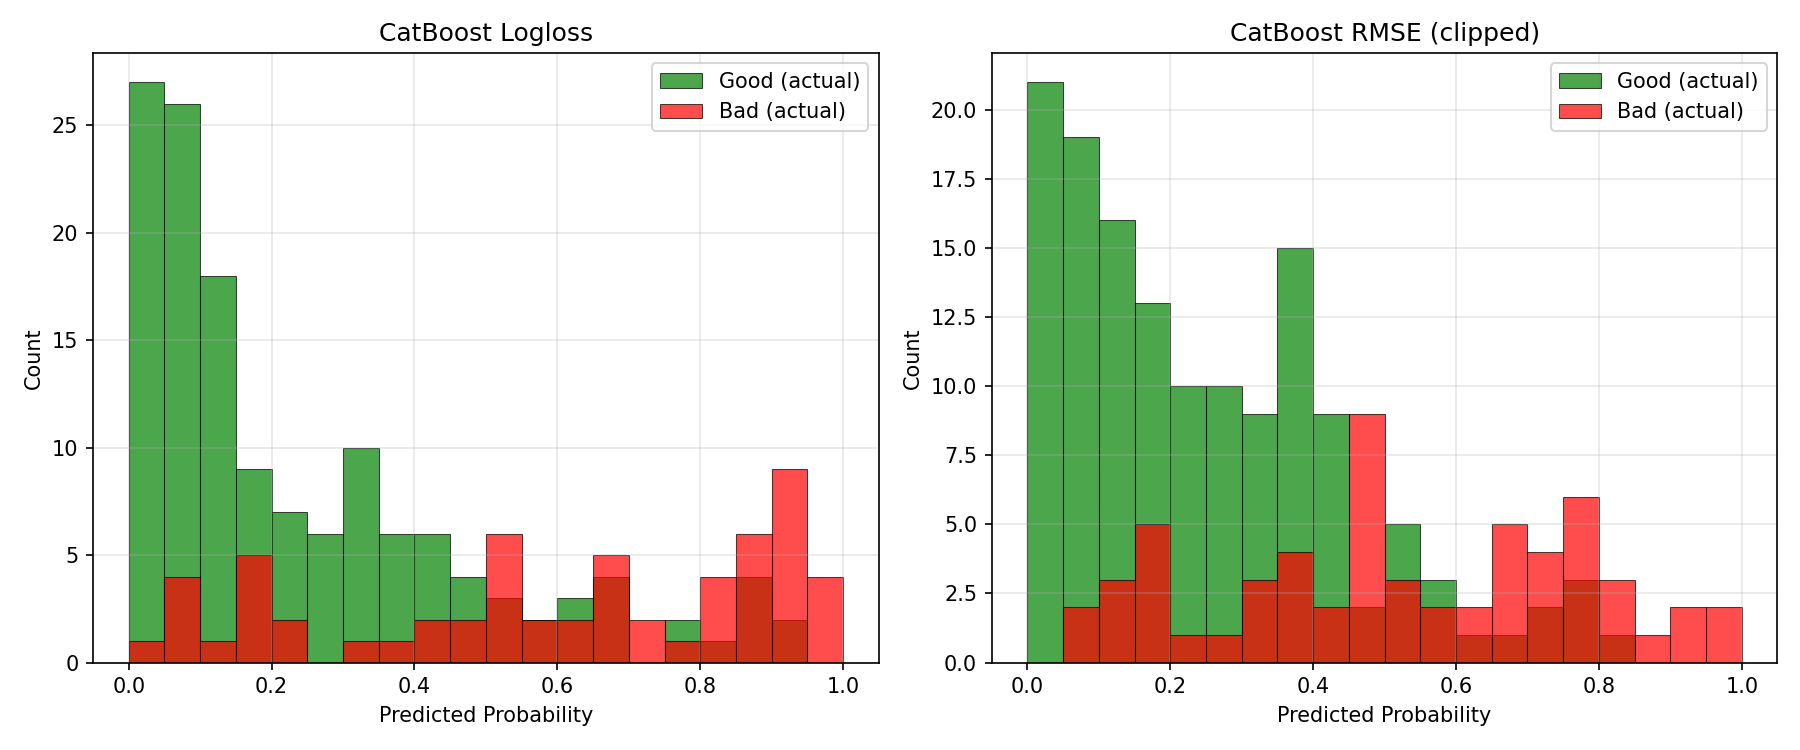 CatBoost Logloss
Good (actual)
Bad (actual)
Count
25
20
15
10
5
0
0.0 0.2 0.4 0.6 0.8 1.0
Predicted Probability
CatBoost RMSE (clipped)
Good (actual)
Bad (actual)
Count
20.0
17.5
15.0
12.5
10.0
7.5
5.0
2.5
0.0
0.0 0.2 0.4 0.6 0.8 1.0
Predicted Probability